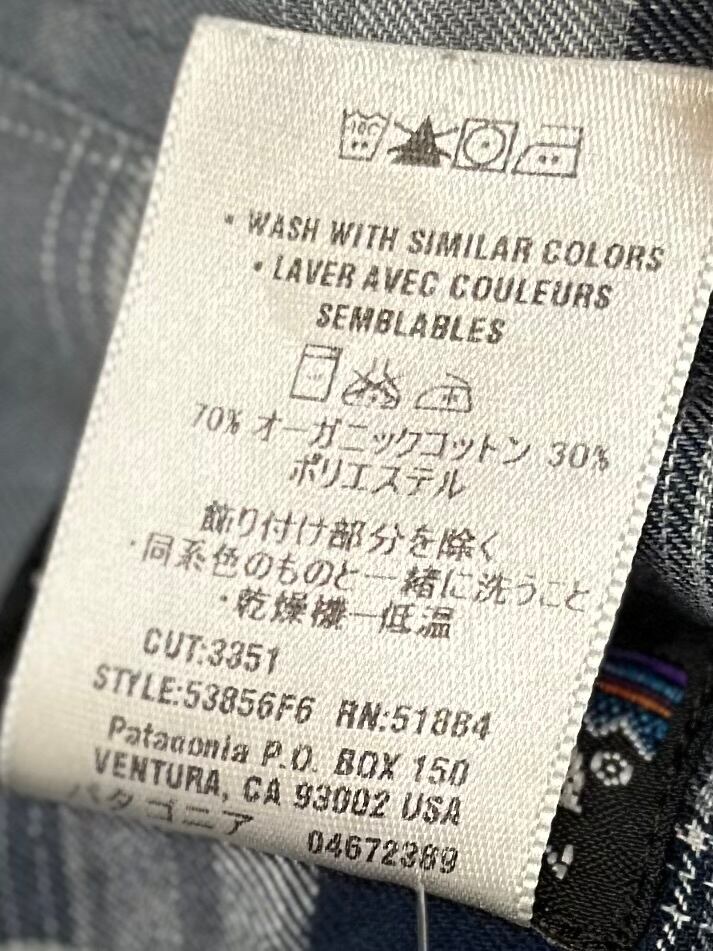 • WASH WITH SIMILAR COLORS
• LAVER AVEC COULEURS
SEMBLABLES
70% オーガニックコットン 30%
ポリエステル
飾り付け部分を除く
・同系色のものと一緒に洗うこと
・乾燥機—低温
CUT:3351
STYLE:53856F6 RN:51884
Patagonia P.O. BOX 150
VENTURA, CA 93002 USA
パタゴニア 04672389